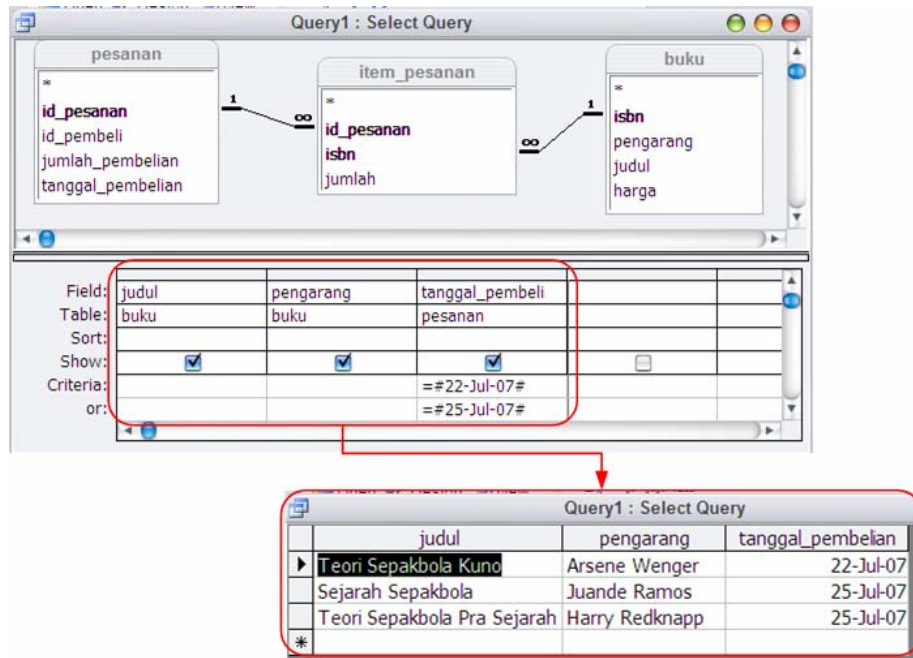 Query1 : Select Query
pesanan
*
id_pesanan
id_pembeli
jumlah_pembelian
tanggal_pembelian
1
∞
item_pesanan
*
id_pesanan
isbn
jumlah
∞
1
buku
*
isbn
pengarang
judul
harga
Field: judul pengarang tanggal_pembeli
Table: buku buku pesanan
Sort:
Show:
Criteria: =#22-Jul-07#
or: =#25-Jul-07#
Query1 : Select Query
judul pengarang tanggal_pembelian
Teori Sepakbola Kuno Arsene Wenger 22-Jul-07
Sejarah Sepakbola Juande Ramos 25-Jul-07
Teori Sepakbola Pra Sejarah Harry Redknapp 25-Jul-07
*